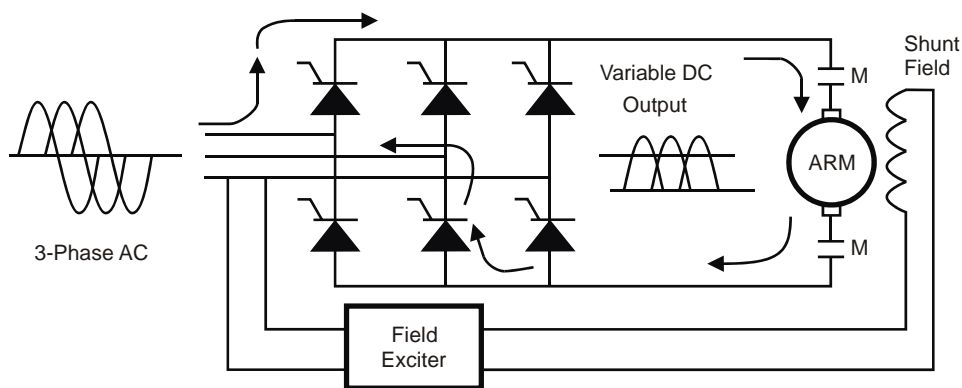 Shunt
Field
Variable DC
Output
M
ARM
M
3-Phase AC
Field
Exciter